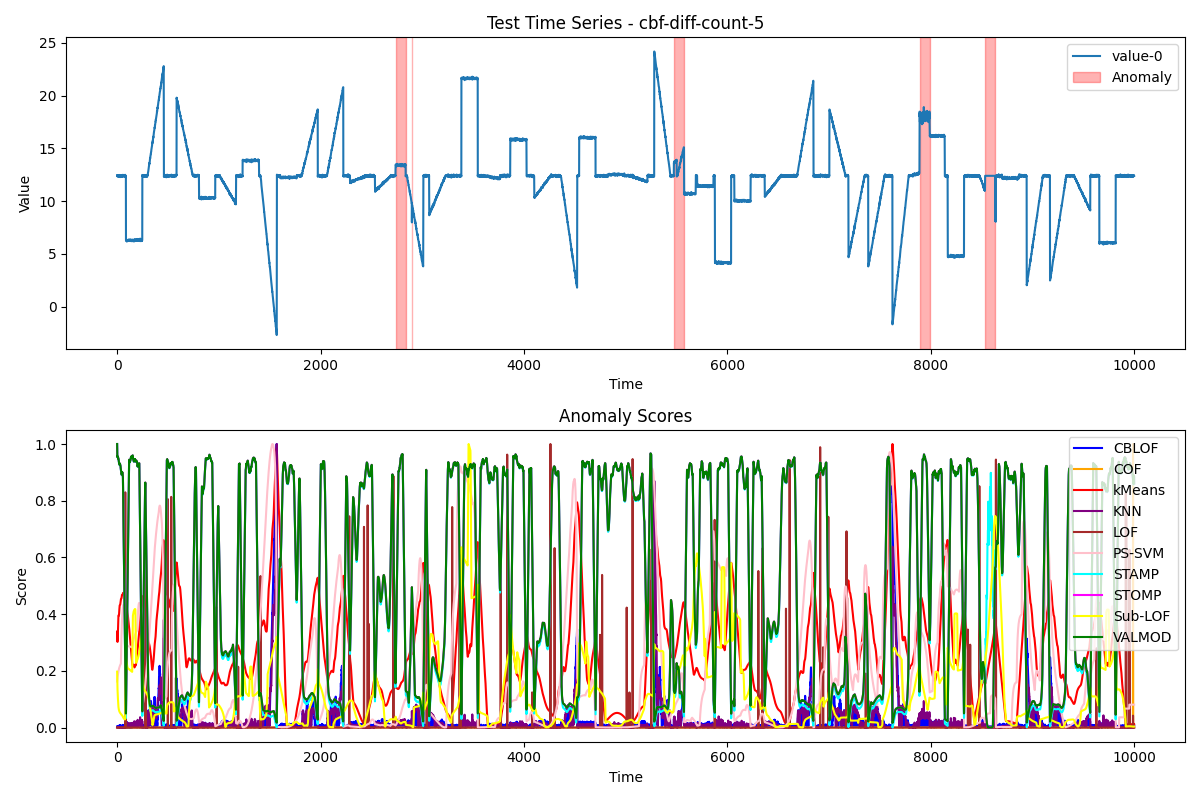 Test Time Series - cbf-diff-count-5
Value
25
20
15
10
5
0
value-0
Anomaly
0
2000
4000
6000
8000
10000
Time
Anomaly Scores
Score
1.0
0.8
0.6
0.4
0.2
0.0
CBLOF
COF
kMeans
KNN
LOF
PS-SVM
STAMP
STOMP
Sub-LOF
VALMOD
0
2000
4000
6000
8000
10000
Time